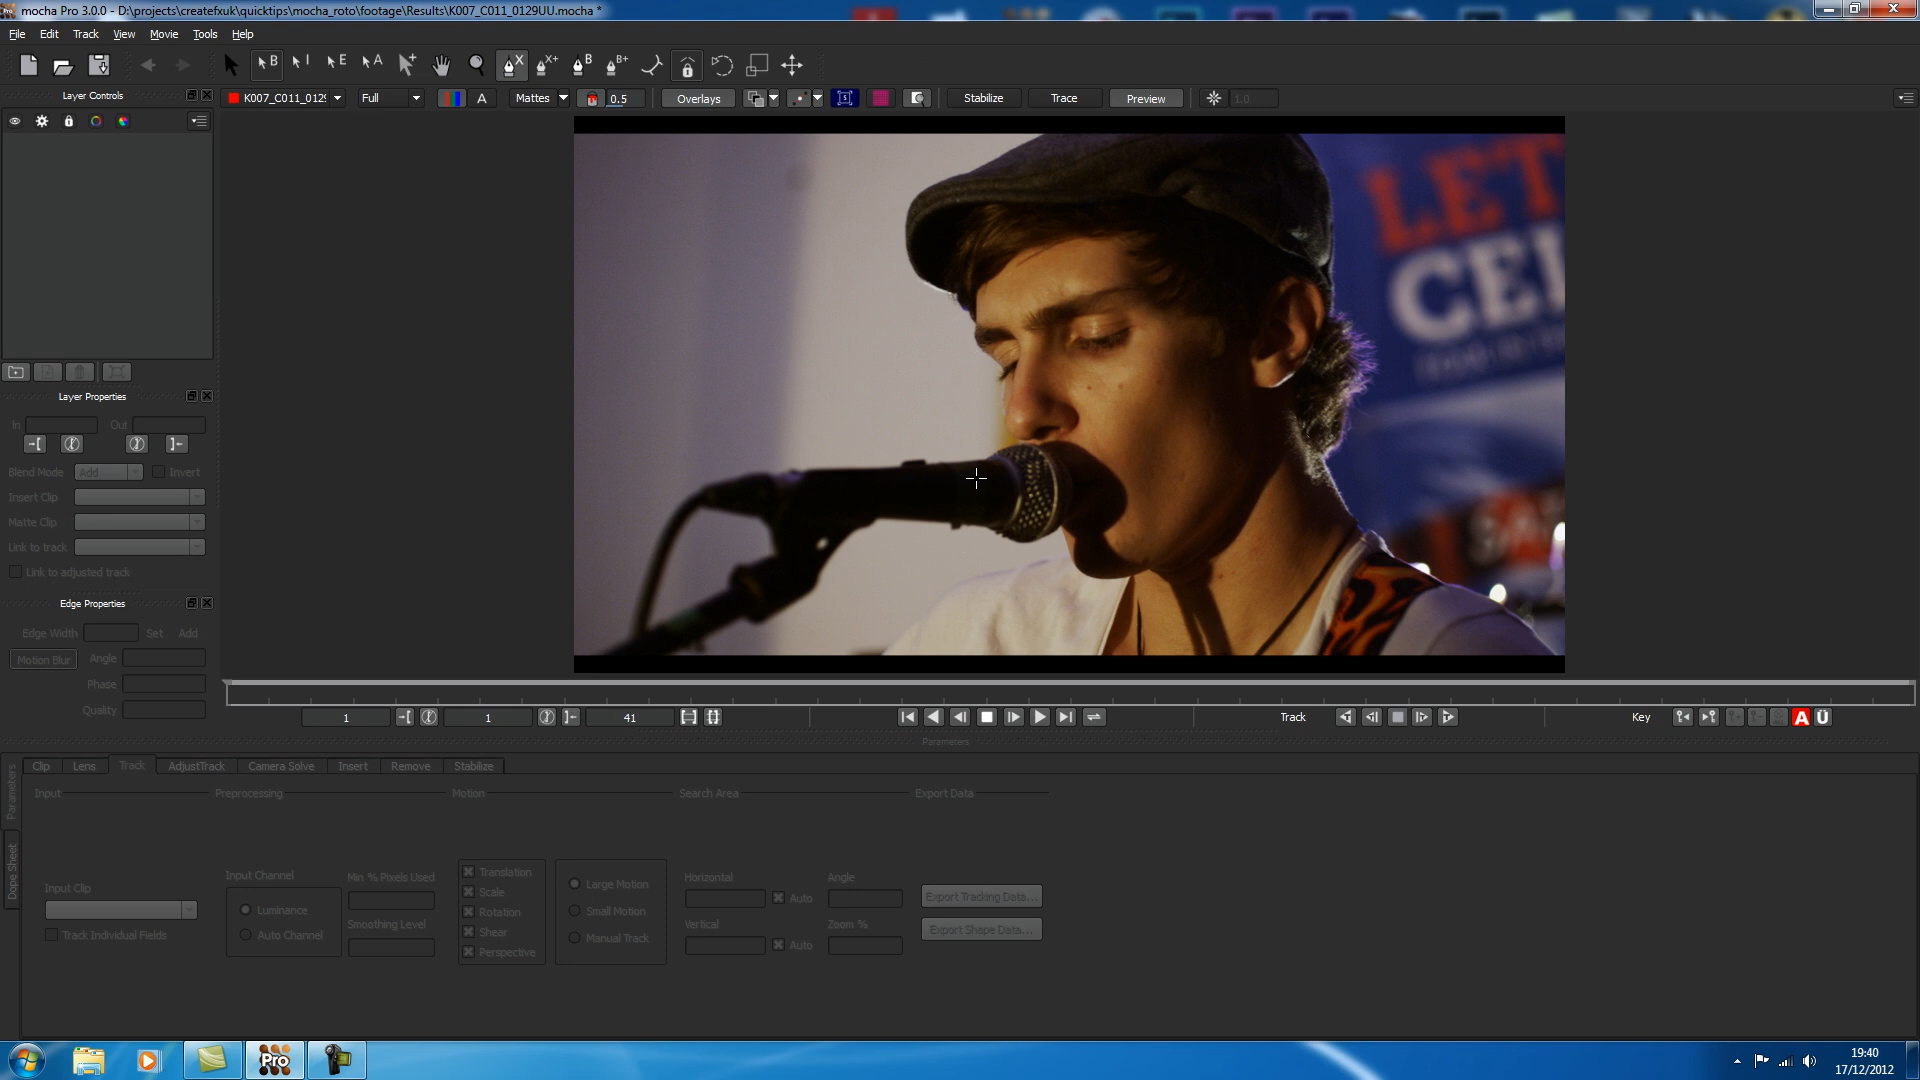 mocha Pro 3.0.0 - D:\projects\createfxuk\quicktips\mocha_roto\footage\Results\K007_C011_0129UU.mocha *
File Edit Track View Movie Tools Help
B I E A X X+ B B+
Layer Controls
K007_C011_0129 Full A Mattes 0.5 Overlays Stabilize Trace Preview 1.0
LET
CEL
Layer Properties
In Out
Blend Mode Add Invert
Insert Clip
Matte Clip
Link to track
Link to adjusted track
Edge Properties
Edge Width Set Add
Motion Blur Angle
Phase
Quality
1 1 41 Track Key A Ü
Parameters
Clip Lens Track AdjustTrack Camera Solve Insert Remove Stabilize
Parameters
Dope Sheet
Input Preprocessing Motion Search Area Export Data
Input Clip
Track Individual Fields
Input Channel
Luminance
Auto Channel
Min % Pixels Used
Smoothing Level
Translation
Scale
Rotation
Shear
Perspective
Large Motion
Small Motion
Manual Track
Horizontal
Auto
Vertical
Auto
Angle
Zoom %
Export Tracking Data...
Export Shape Data...
Pro
19:40
17/12/2012